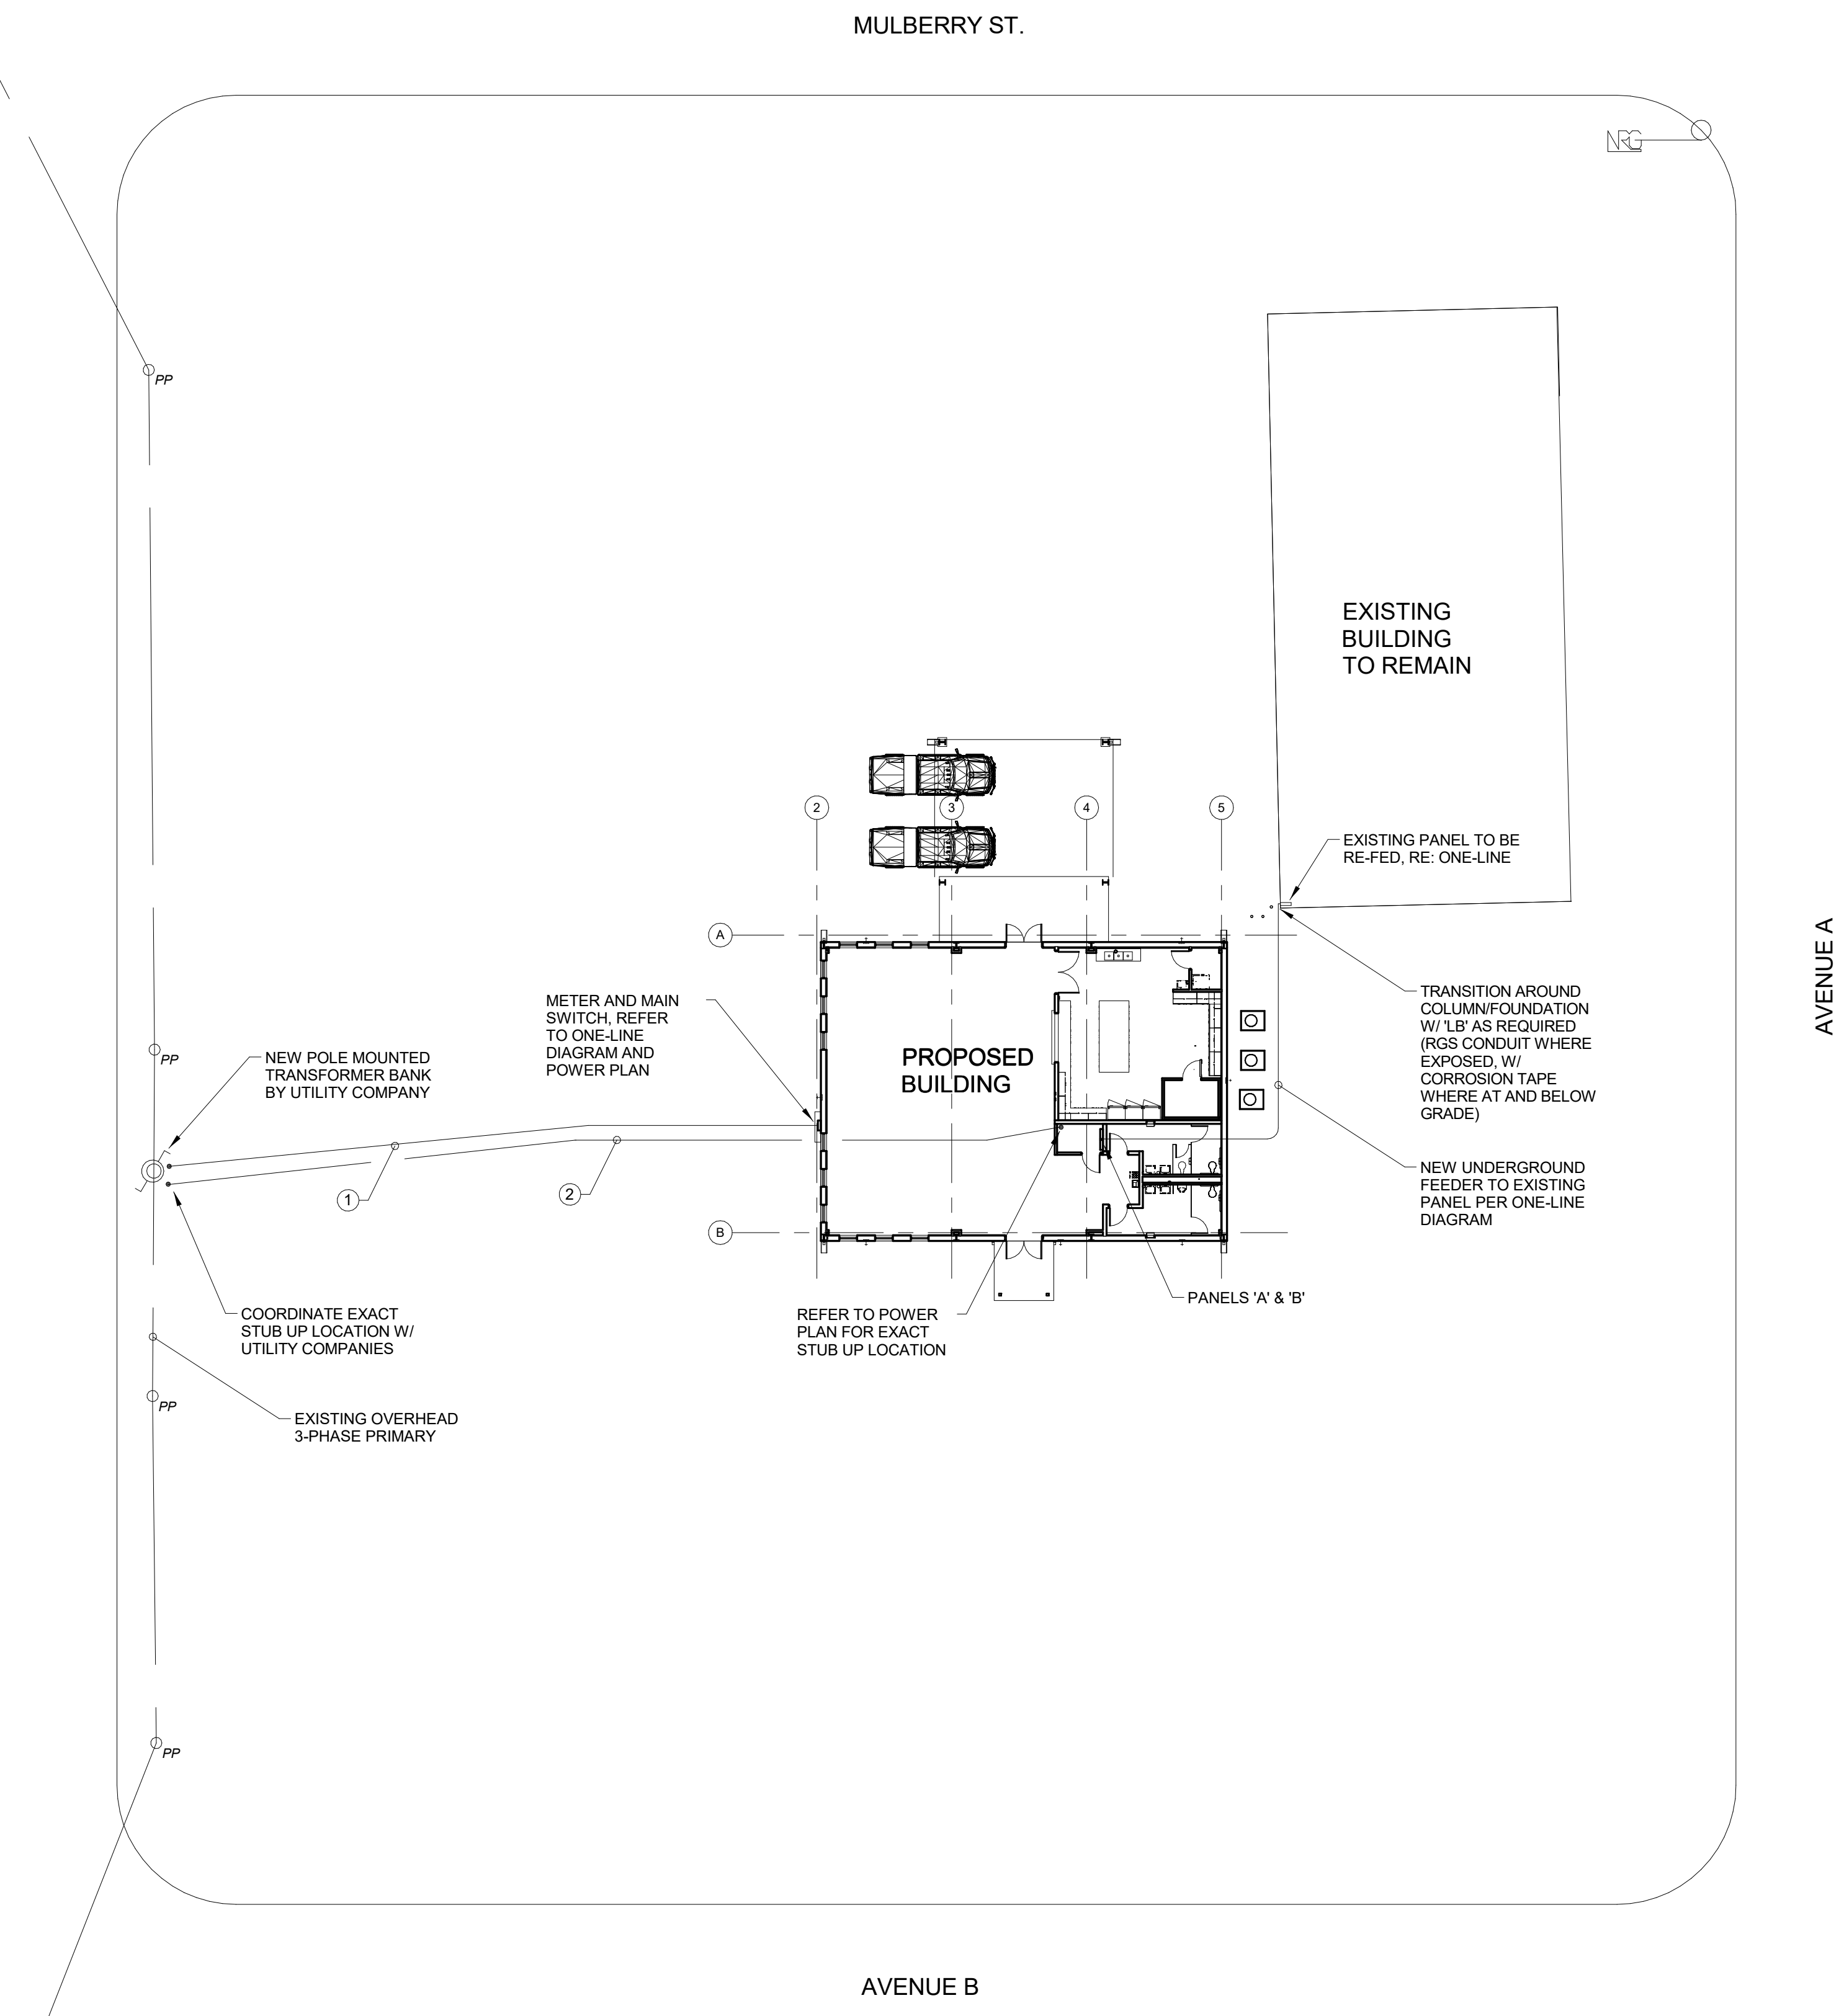 MULBERRY ST.
NRG
PP
EXISTING
BUILDING
TO REMAIN
2
3
4
5
EXISTING PANEL TO BE
RE-FED, RE: ONE-LINE
A
AVENUE A
METER AND MAIN
SWITCH, REFER
TO ONE-LINE
DIAGRAM AND
POWER PLAN
TRANSITION AROUND
COLUMN/FOUNDATION
W/ 'LB' AS REQUIRED
(RGS CONDUIT WHERE
EXPOSED, W/
CORROSION TAPE
WHERE AT AND BELOW
GRADE)
PP
NEW POLE MOUNTED
TRANSFORMER BANK
BY UTILITY COMPANY
PROPOSED
BUILDING
1
2
NEW UNDERGROUND
FEEDER TO EXISTING
PANEL PER ONE-LINE
DIAGRAM
B
PANELS 'A' & 'B'
COORDINATE EXACT
STUB UP LOCATION W/
UTILITY COMPANIES
REFER TO POWER
PLAN FOR EXACT
STUB UP LOCATION
PP
EXISTING OVERHEAD
3-PHASE PRIMARY
PP
AVENUE B